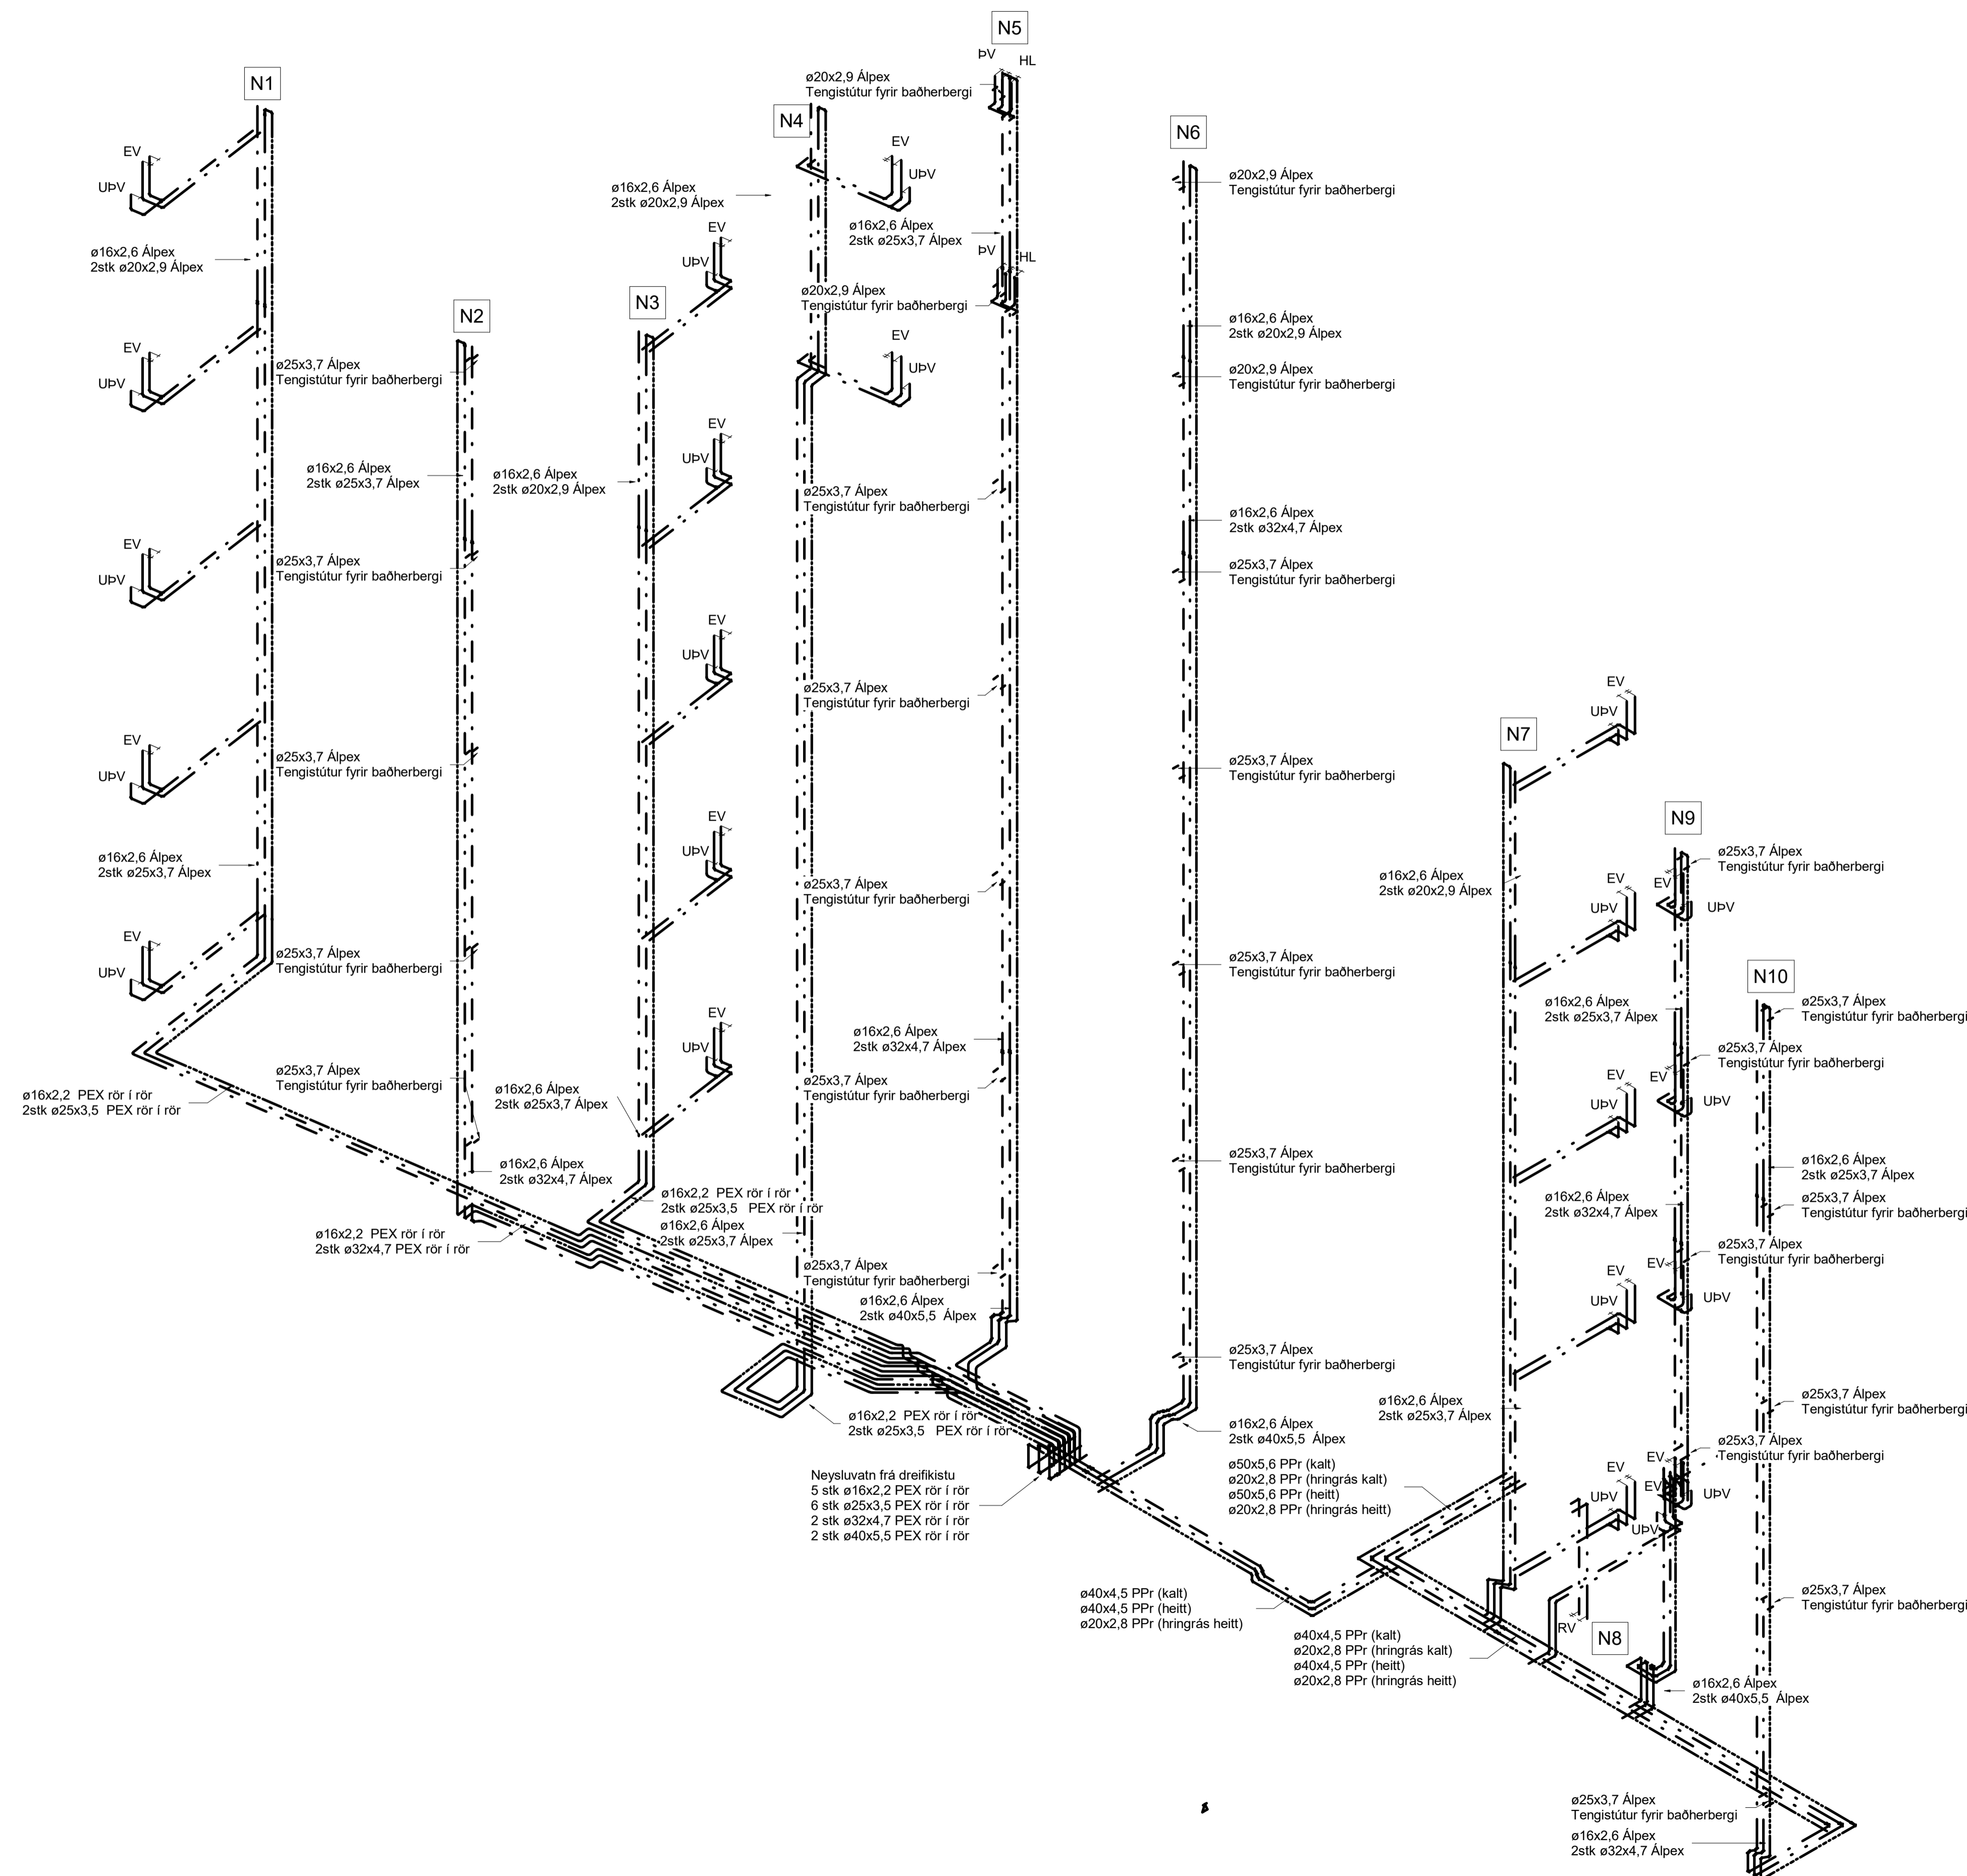 N5
ÞV
HL
N1
ø20x2,9 Álpex
Tengistútur fyrir baðherbergi
N4
N6
EV
UÞV
EV
UÞV
ø16x2,6 Álpex
2stk ø20x2,9 Álpex
ø20x2,9 Álpex
Tengistútur fyrir baðherbergi
ø16x2,6 Álpex
2stk ø20x2,9 Álpex
EV
UÞV
ø16x2,6 Álpex
2stk ø25x3,7 Álpex
ÞV
HL
N2
N3
ø20x2,9 Álpex
Tengistútur fyrir baðherbergi
ø16x2,6 Álpex
2stk ø20x2,9 Álpex
EV
UÞV
EV
UÞV
ø25x3,7 Álpex
Tengistútur fyrir baðherbergi
ø20x2,9 Álpex
Tengistútur fyrir baðherbergi
ø16x2,6 Álpex
2stk ø25x3,7 Álpex
ø16x2,6 Álpex
2stk ø20x2,9 Álpex
EV
UÞV
ø25x3,7 Álpex
Tengistútur fyrir baðherbergi
ø16x2,6 Álpex
2stk ø32x4,7 Álpex
EV
UÞV
ø25x3,7 Álpex
Tengistútur fyrir baðherbergi
ø25x3,7 Álpex
Tengistútur fyrir baðherbergi
EV
UÞV
ø25x3,7 Álpex
Tengistútur fyrir baðherbergi
EV
UÞV
N7
EV
UÞV
ø25x3,7 Álpex
Tengistútur fyrir baðherbergi
ø25x3,7 Álpex
Tengistútur fyrir baðherbergi
N9
EV
UÞV
ø16x2,6 Álpex
2stk ø25x3,7 Álpex
ø25x3,7 Álpex
Tengistútur fyrir baðherbergi
ø16x2,6 Álpex
2stk ø20x2,9 Álpex
EV
UÞV
EV
UÞV
ø25x3,7 Álpex
Tengistútur fyrir baðherbergi
EV
UÞV
ø25x3,7 Álpex
Tengistútur fyrir baðherbergi
ø25x3,7 Álpex
Tengistútur fyrir baðherbergi
N10
ø16x2,6 Álpex
2stk ø25x3,7 Álpex
ø25x3,7 Álpex
Tengistútur fyrir baðherbergi
EV
UÞV
ø16x2,6 Álpex
2stk ø32x4,7 Álpex
ø25x3,7 Álpex
Tengistútur fyrir baðherbergi
ø25x3,7 Álpex
Tengistútur fyrir baðherbergi
ø16x2,2 PEX rör í rör
2stk ø25x3,5 PEX rör í rör
ø16x2,6 Álpex
2stk ø25x3,7 Álpex
ø25x3,7 Álpex
Tengistútur fyrir baðherbergi
EV
UÞV
EV
UÞV
ø16x2,6 Álpex
2stk ø32x4,7 Álpex
ø25x3,7 Álpex
Tengistútur fyrir baðherbergi
ø16x2,6 Álpex
2stk ø25x3,7 Álpex
ø16x2,2 PEX rör í rör
2stk ø25x3,5 PEX rör í rör
ø16x2,6 Álpex
2stk ø32x4,7 Álpex
ø25x3,7 Álpex
Tengistútur fyrir baðherbergi
ø16x2,2 PEX rör í rör
2stk ø32x4,7 PEX rör í rör
ø16x2,6 Álpex
2stk ø25x3,7 Álpex
ø25x3,7 Álpex
Tengistútur fyrir baðherbergi
EV
UÞV
EV
UÞV
ø25x3,7 Álpex
Tengistútur fyrir baðherbergi
ø16x2,6 Álpex
2stk ø40x5,5 Álpex
ø25x3,7 Álpex
Tengistútur fyrir baðherbergi
ø16x2,2 PEX rör í rör
2stk ø25x3,5 PEX rör í rör
ø16x2,6 Álpex
2stk ø40x5,5 Álpex
ø16x2,6 Álpex
2stk ø25x3,7 Álpex
ø25x3,7 Álpex
Tengistútur fyrir baðherbergi
ø25x3,7 Álpex
Tengistútur fyrir baðherbergi
Neysluvatn frá dreifikistu
5 stk ø16x2,2 PEX rör í rör
6 stk ø25x3,5 PEX rör í rör
2 stk ø32x4,7 PEX rör í rör
2 stk ø40x5,5 PEX rör í rör
ø50x5,6 PPr (kalt)
ø20x2,8 PPr (hringrás kalt)
ø50x5,6 PPr (heitt)
ø20x2,8 PPr (hringrás heitt)
EV
UÞV
EV
EV
UÞV
UÞV
ø40x4,5 PPr (kalt)
ø40x4,5 PPr (heitt)
ø20x2,8 PPr (hringrás heitt)
ø25x3,7 Álpex
Tengistútur fyrir baðherbergi
RV
N8
ø40x4,5 PPr (kalt)
ø20x2,8 PPr (hringrás kalt)
ø40x4,5 PPr (heitt)
ø20x2,8 PPr (hringrás heitt)
ø16x2,6 Álpex
2stk ø40x5,5 Álpex
ø25x3,7 Álpex
Tengistútur fyrir baðherbergi
ø16x2,6 Álpex
2stk ø32x4,7 Álpex